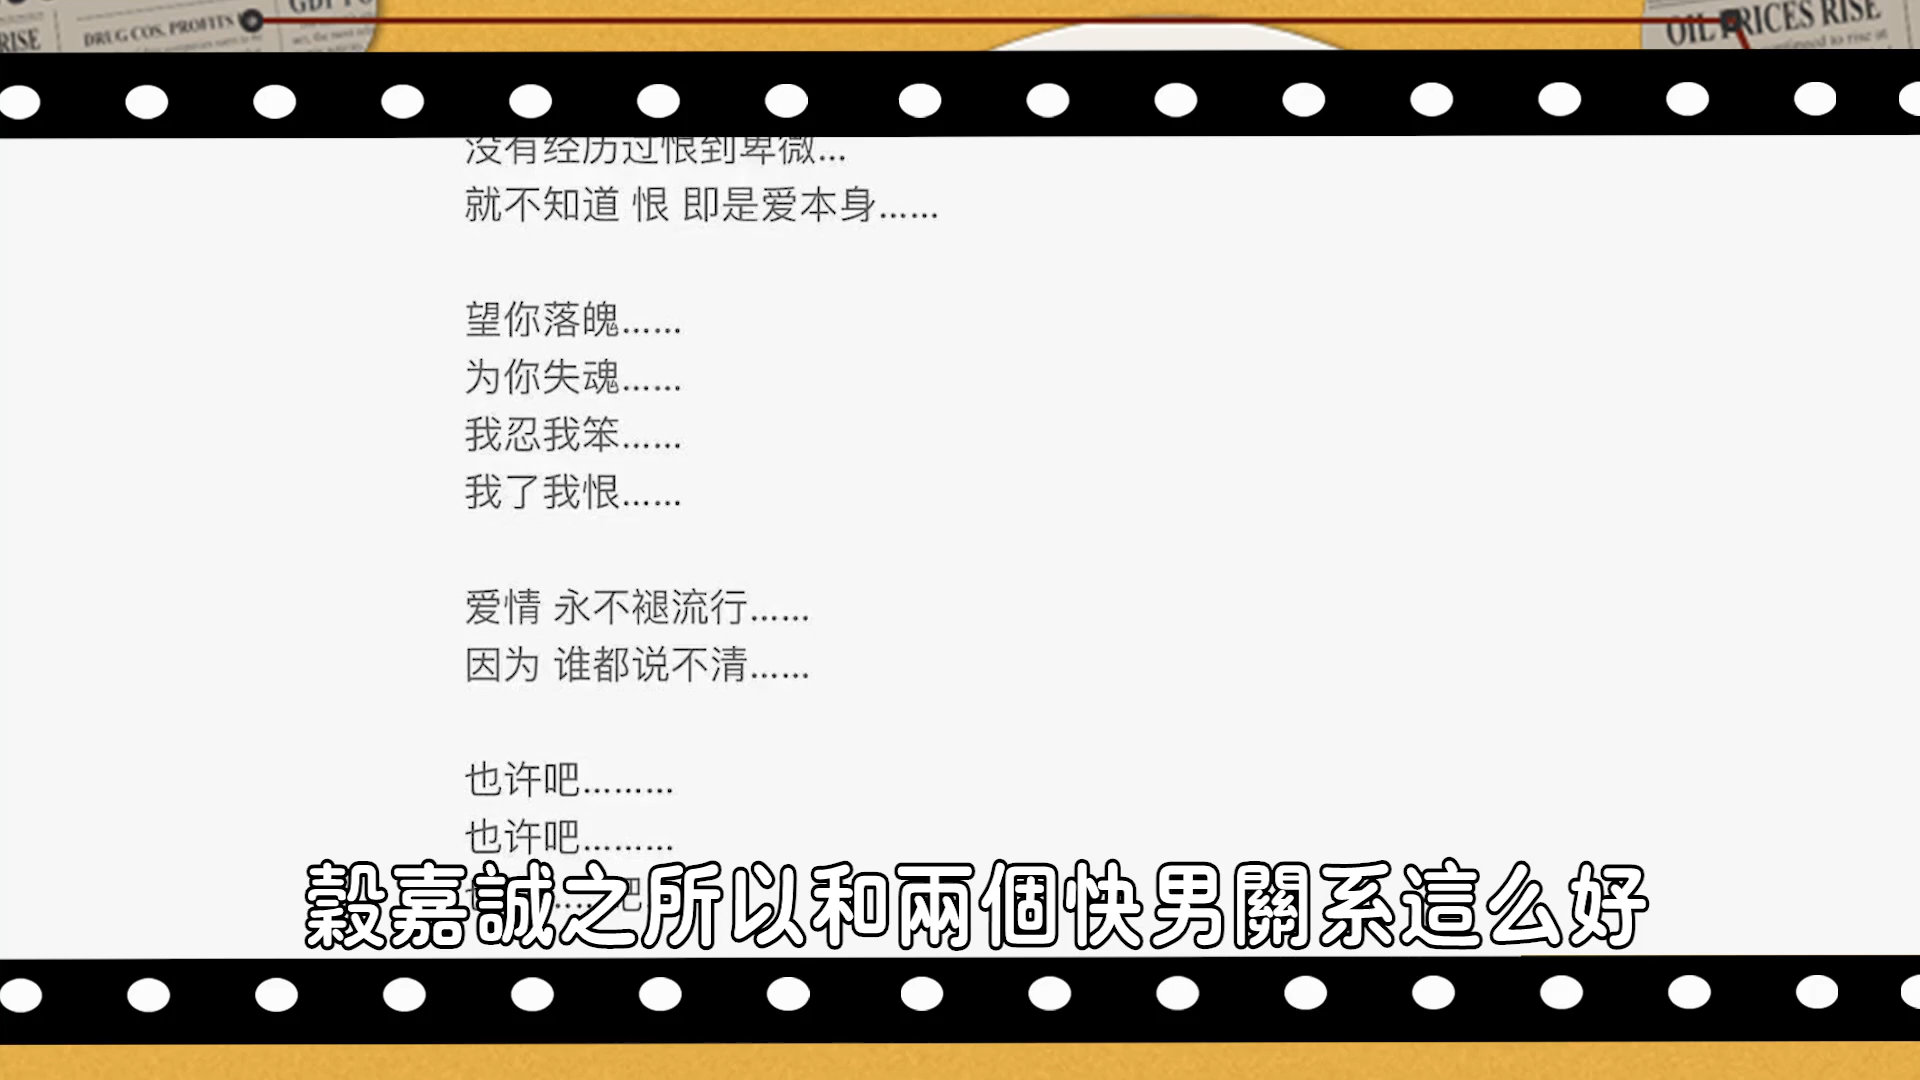 RISE
DRUG COS. PROFITS
OIL PRICES RISE
没有经历过恨到卑微...
就不知道 恨 即是爱本身......
望你落魄......
为你失魂......
我忍我笨......
我了我恨......
爱情 永不褪流行......
因为 谁都说不清......
也许吧.........
也许吧.........
穀嘉誠之所以和兩個快男關系這么好